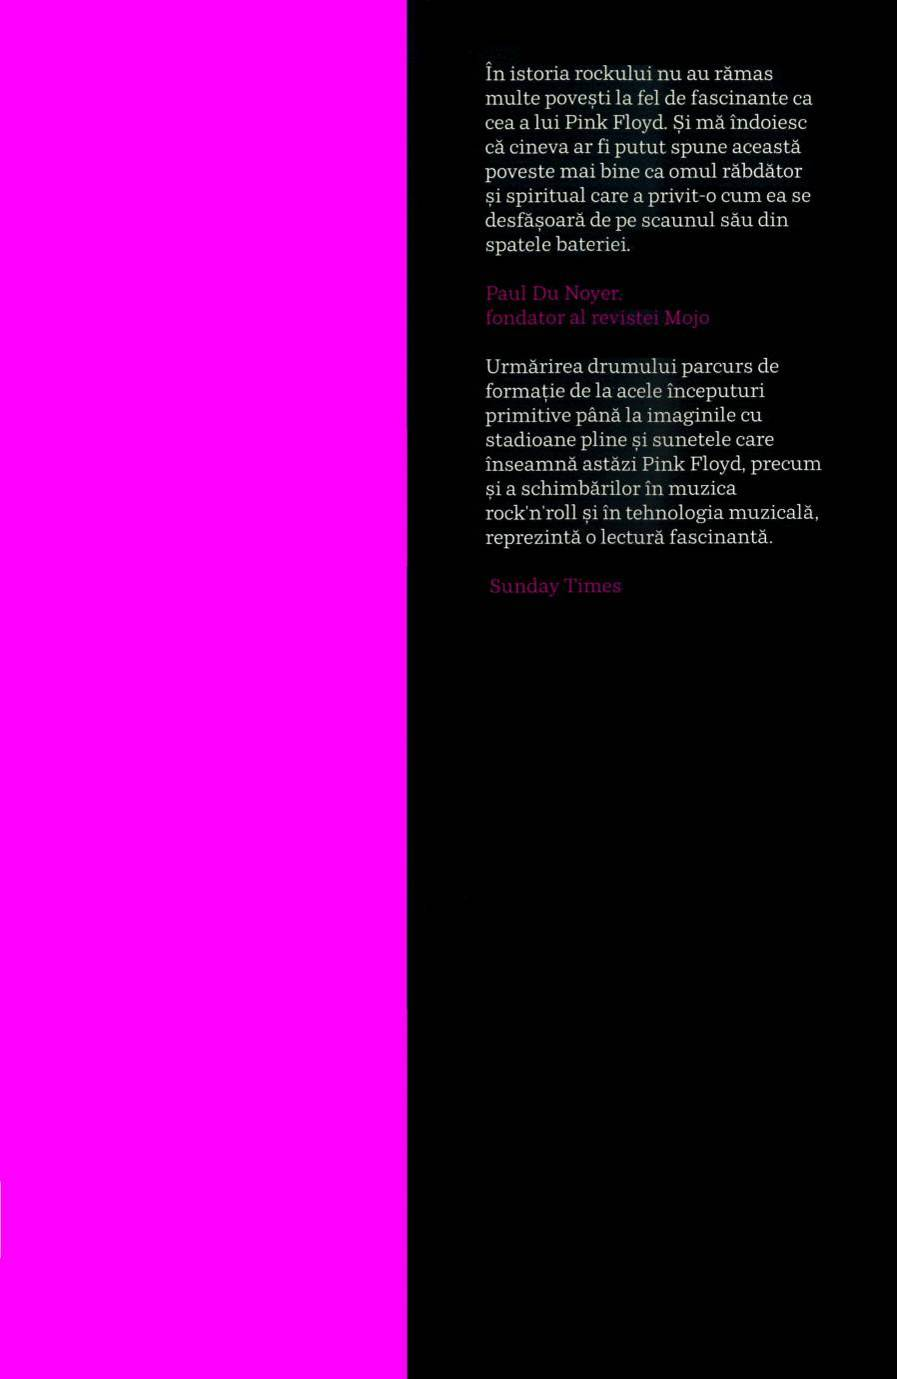 În istoria rockului nu au rămas
multe povești la fel de fascinante ca
cea a lui Pink Floyd. Și mă îndoiesc
că cineva ar fi putut spune această
poveste mai bine ca omul răbdător
și spiritual care a privit-o cum ea se
desfășoară de pe scaunul său din
spatele bateriei.
Paul Du Noyer,
fondator al revistei Mojo
Urmărirea drumului parcurs de
formație de la acele începuturi
primitive până la imaginile cu
stadioane pline și sunetele care
înseamnă astăzi Pink Floyd, precum
și a schimbărilor în muzica
rock'n'roll și în tehnologia muzicală,
reprezintă o lectură fascinantă.
Sunday Times